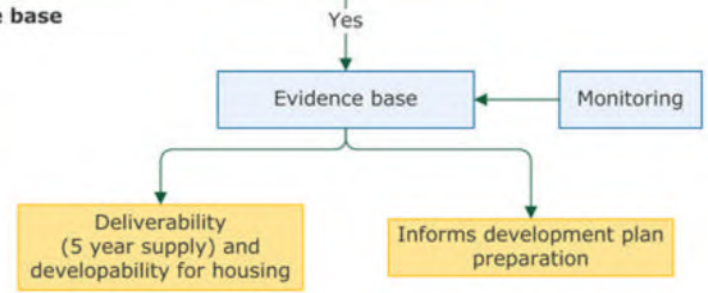 e base
Yes
Evidence base
Monitoring
Deliverability
(5 year supply) and
developability for housing
Informs development plan
preparation